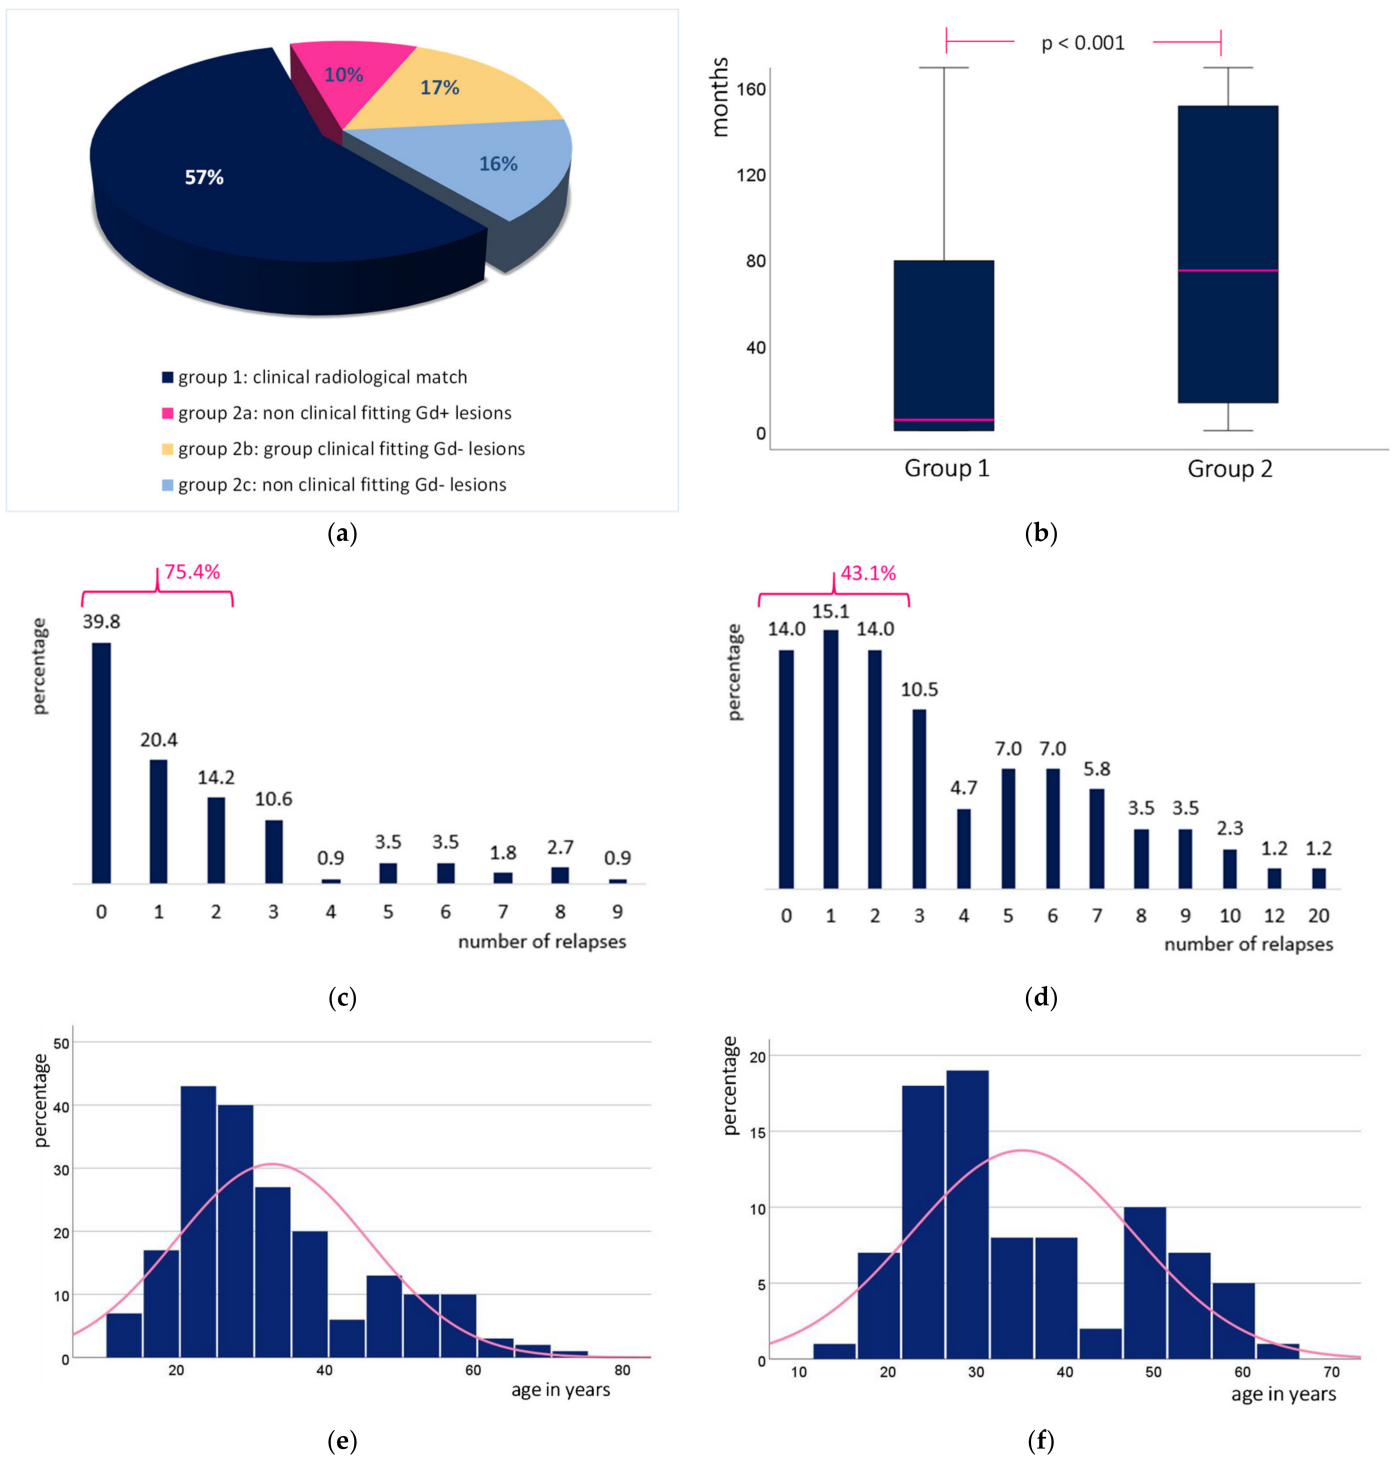 10%
17%
57%
16%
group 1: clinical radiological match
group 2a: non clinical fitting Gd+ lesions
group 2b: group clinical fitting Gd- lesions
group 2c: non clinical fitting Gd- lesions
(a)
p < 0.001
months
160
120
80
40
0
Group 1 Group 2
(b)
75.4%
percentage
39.8
20.4
14.2
10.6
0.9
3.5
3.5
1.8
2.7
0.9
0 1 2 3 4 5 6 7 8 9
number of relapses
(c)
43.1%
percentage
14.0
15.1
14.0
10.5
4.7
7.0
7.0
5.8
3.5
3.5
2.3
1.2
1.2
0 1 2 3 4 5 6 7 8 9 10 12 20
number of relapses
(d)
percentage
50
40
30
20
10
0
20 40 60 80
age in years
(e)
percentage
20
15
10
5
0
10 20 30 40 50 60 70
age in years
(f)